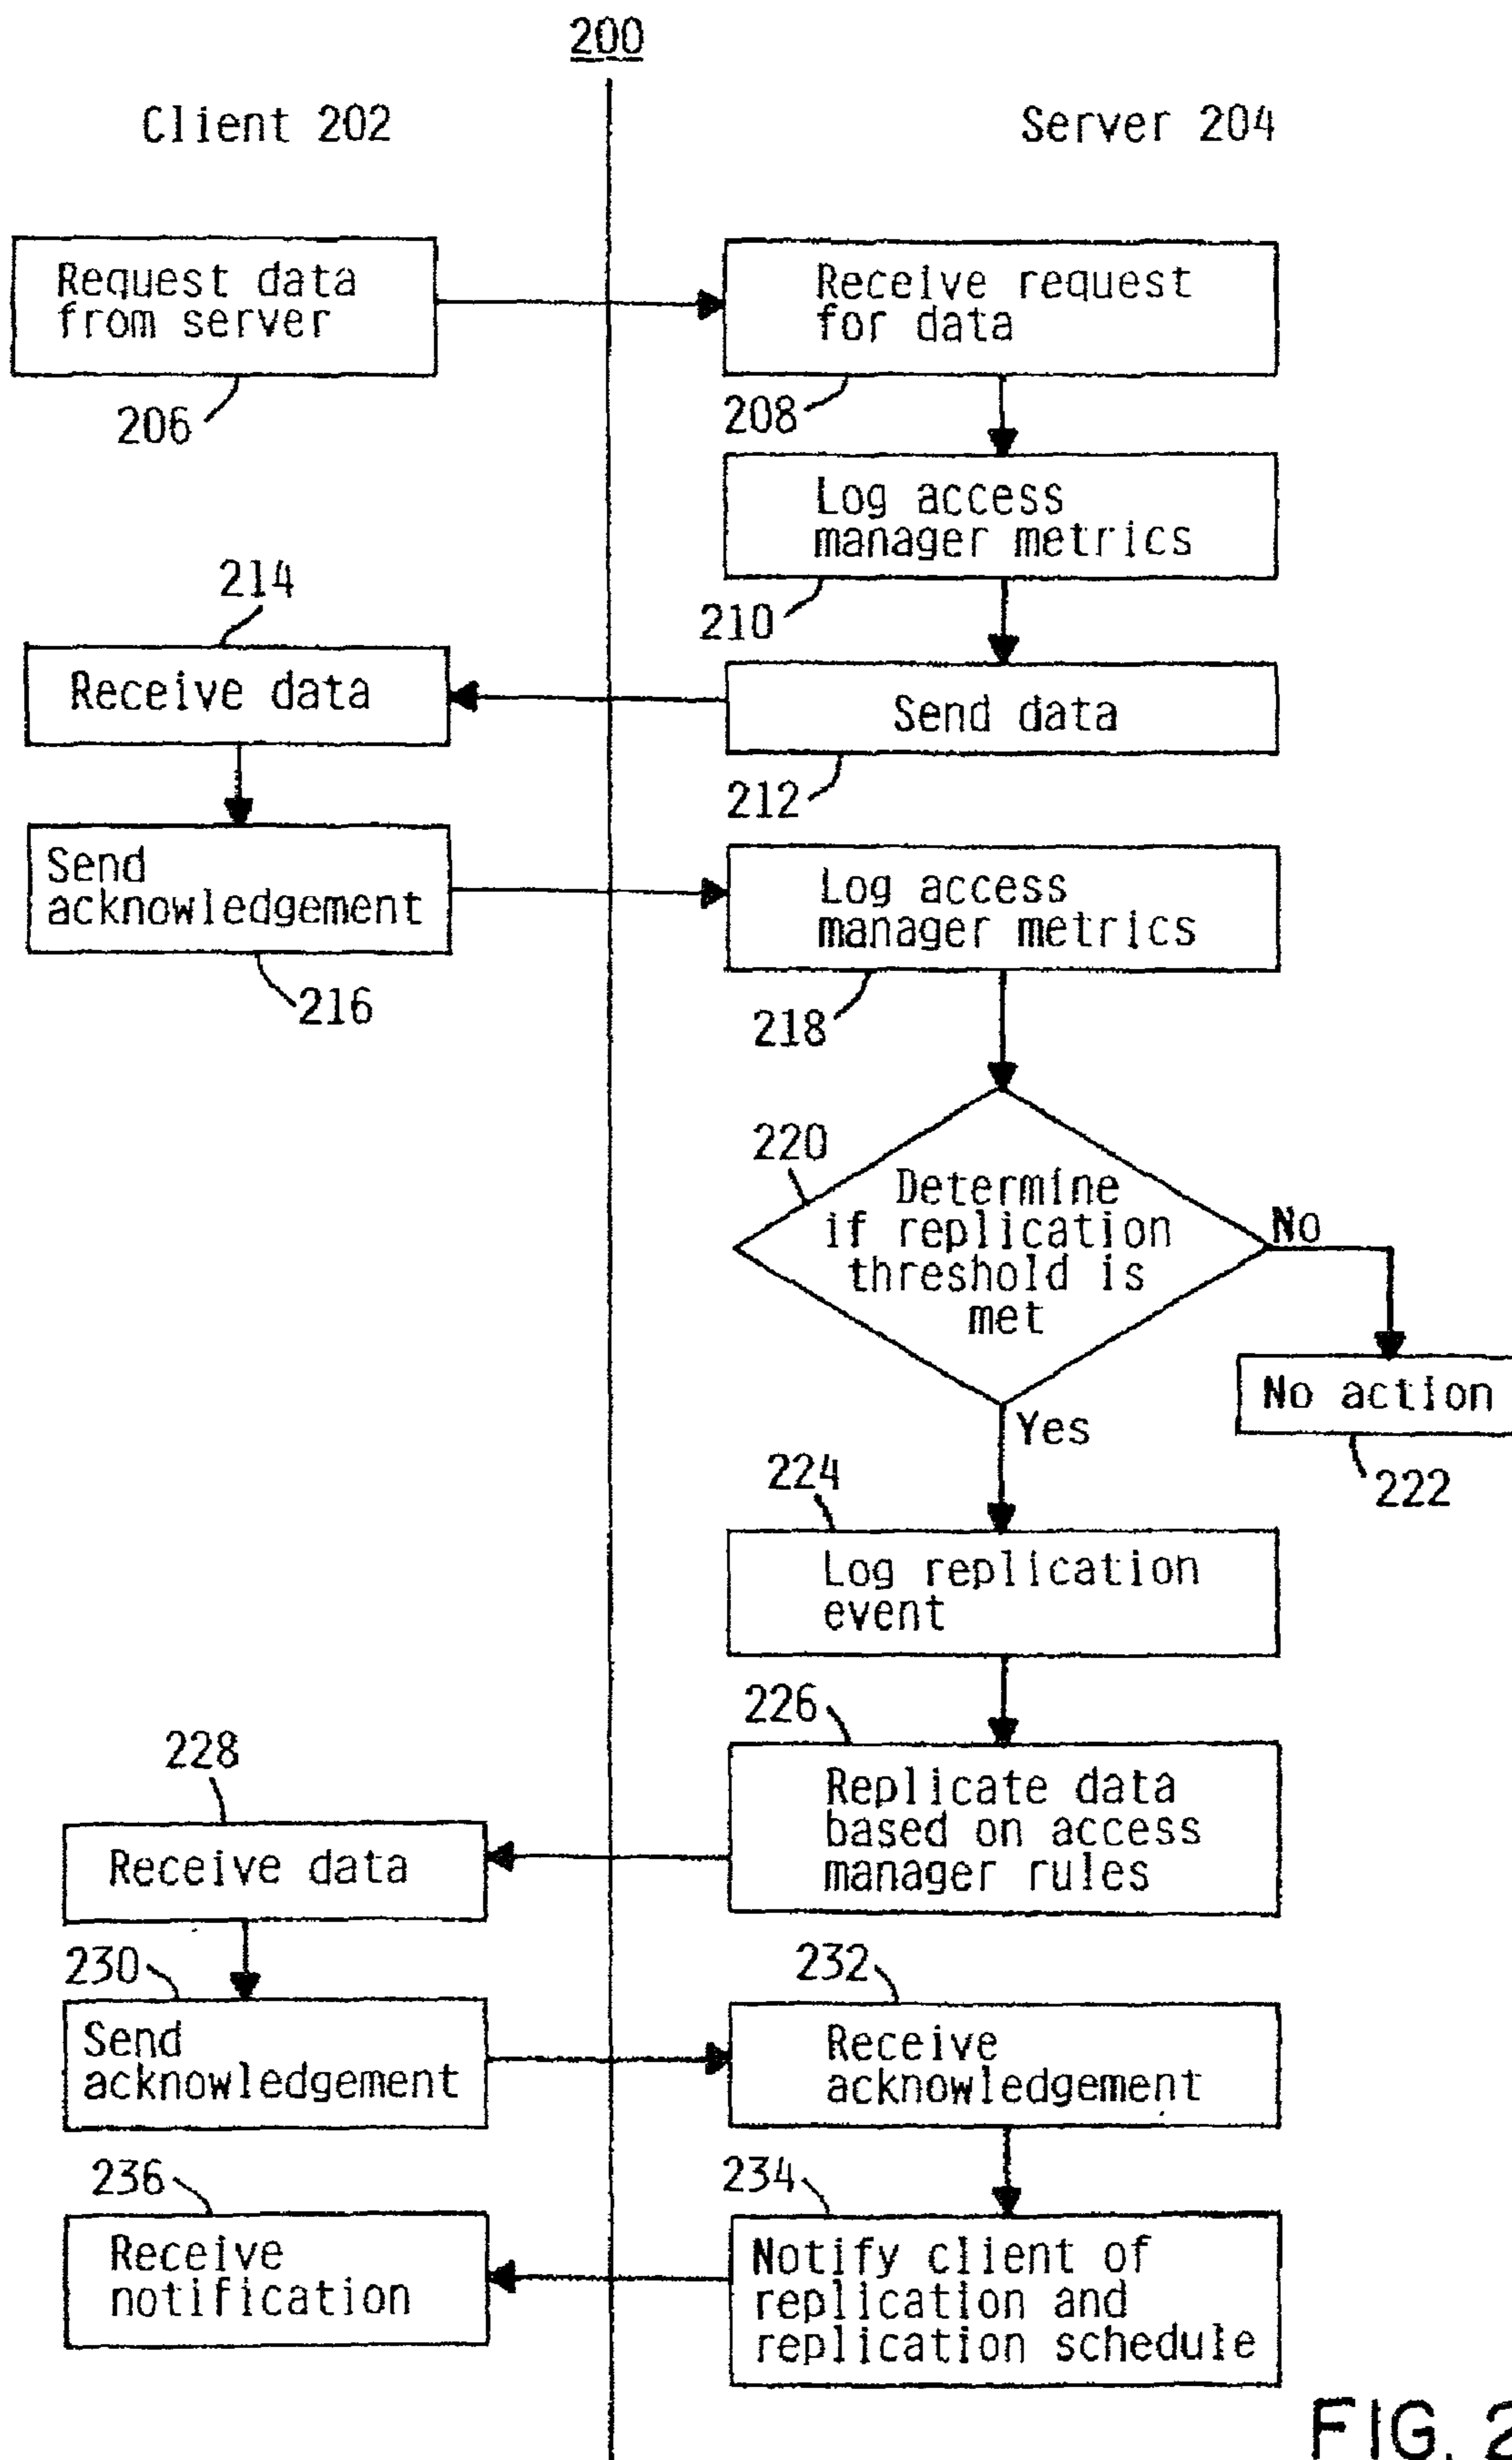 200
Client 202
Server 204
Request data
from server
206
Receive request
for data
208
Log access
manager metrics
210
214
Receive data
Send data
212
Send
acknowledgement
216
Log access
manager metrics
218
220
Determine
if replication
threshold is
met
No
No action
222
Yes
224
Log replication
event
226
Replicate data
based on access
manager rules
228
Receive data
230
Send
acknowledgement
232
Receive
acknowledgement
234
Notify client of
replication and
replication schedule
236
Receive
notification
FIG. 2